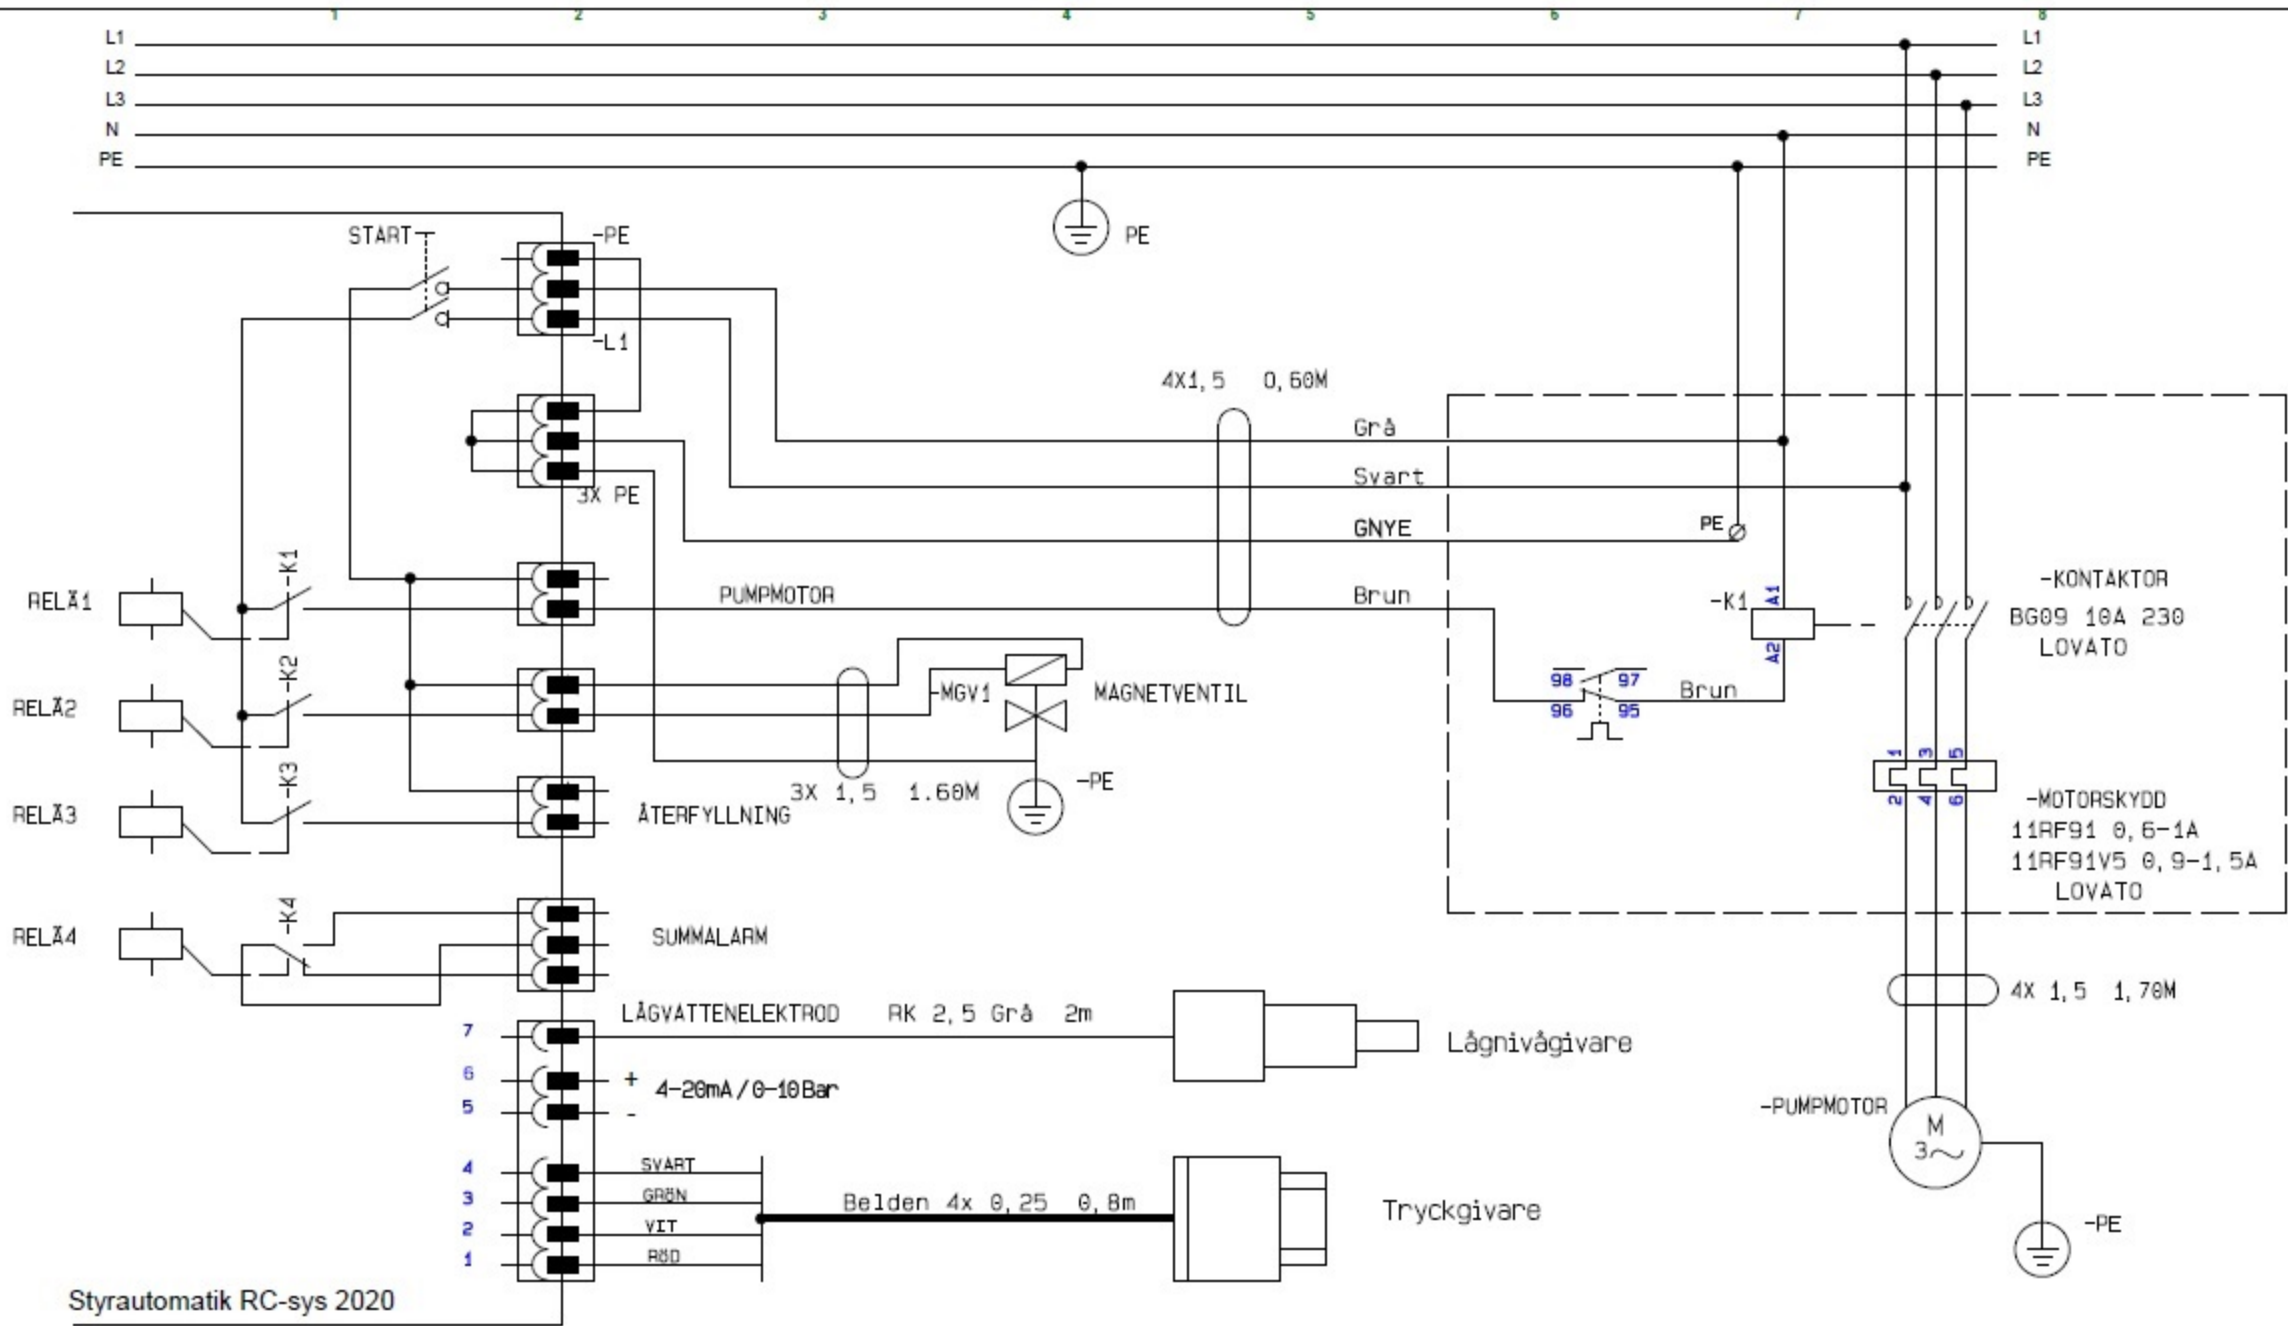 1 2 3 4 5 6 7 8
L1 L1
L2 L2
L3 L3
N N
PE PE
START
-PE
PE
-L1
4X1,5 0,60M
Grå
Svart
3X PE
GNYE
PE
-K1
RELÄ1
PUMPMOTOR
Brun
-K1
A1
A2
-KONTAKTOR
BG09 10A 230
LOVATO
-K2
RELÄ2
-MGV1
MAGNETVENTIL
98 97
96 95
Brun
-K3
RELÄ3
3X 1,5 1.60M
-PE
ÅTERFYLLNING
1 3 5
2 4 6
-MOTORSKYDD
11RF91 0,6-1A
11RF91V5 0,9-1,5A
LOVATO
-K4
RELÄ4
SUMMALARM
4X 1,5 1,70M
LÅGVATTENELEKTROD RK 2,5 Grå 2m
7
Lågnivågivare
6 +
4-20mA / 0-10Bar
5 -
-PUMPMOTOR
M
3~
4 SVART
3 GRÖN
2 VIT
1 RÖD
Belden 4x 0,25 0,8m
Tryckgivare
-PE
Styrautomatik RC-sys 2020